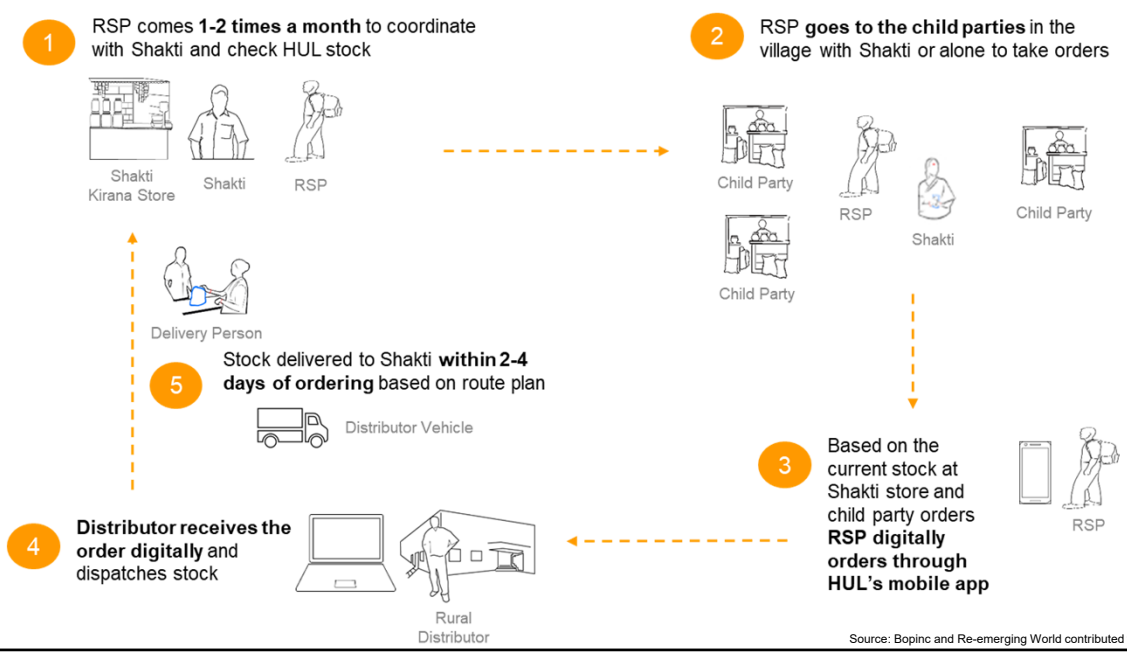 1
RSP comes 1-2 times a month to coordinate
with Shakti and check HUL stock
Shakti
Kirana Store
Shakti
RSP
2
RSP goes to the child parties in the
village with Shakti or alone to take orders
Child Party
RSP
Shakti
Child Party
Child Party
3
Based on the
current stock at
Shakti store and
child party orders
RSP digitally
orders through
HUL's mobile app
RSP
4
Distributor receives the
order digitally and
dispatches stock
Rural
Distributor
Delivery Person
5
Stock delivered to Shakti within 2-4
days of ordering based on route plan
Distributor Vehicle
Source: Bopinc and Re-emerging World contributed